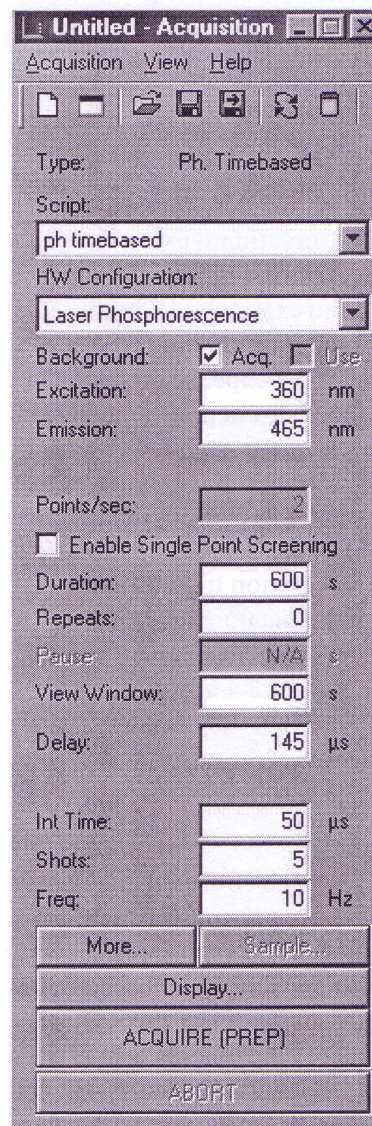 Untitled - Acquisition
Acquisition View Help
Type: Ph. Timebased
Script:
ph timebased
HW Configuration:
Laser Phosphorescence
Background: Acq. Use
Excitation: 360 nm
Emission: 465 nm
Points/sec: 2
Enable Single Point Screening
Duration: 600 s
Repeats: 0
Pause: N/A s
View Window: 600 s
Delay: 145 µs
Int Time: 50 µs
Shots: 5
Freq: 10 Hz
More... Sample...
Display...
ACQUIRE (PREP)
ABORT